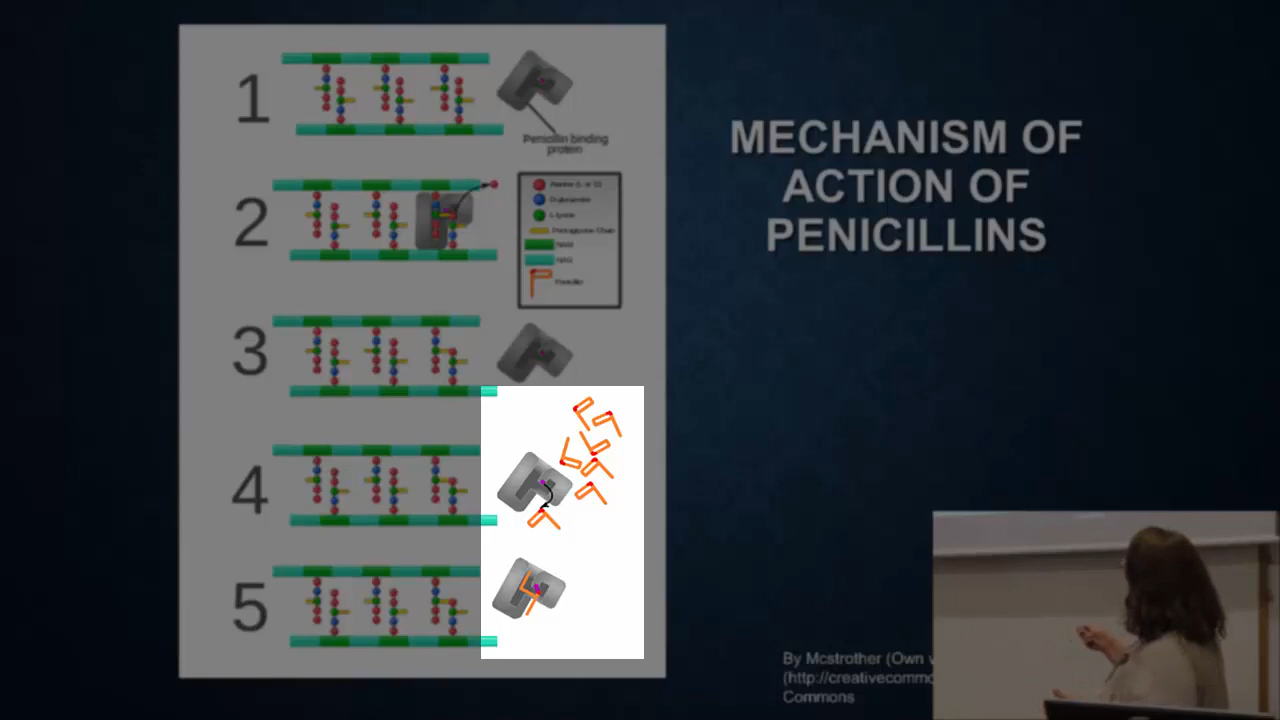 1
Penicillin binding
protein
2
Alanine (L or D)
D-glutamine
L-lysine
Pentaglycine Chain
NAM
NAG
Penicillin
3
4
5
MECHANISM OF
ACTION OF
PENICILLINS
By Mcstrother (Own
(http://creativecommo
Commons